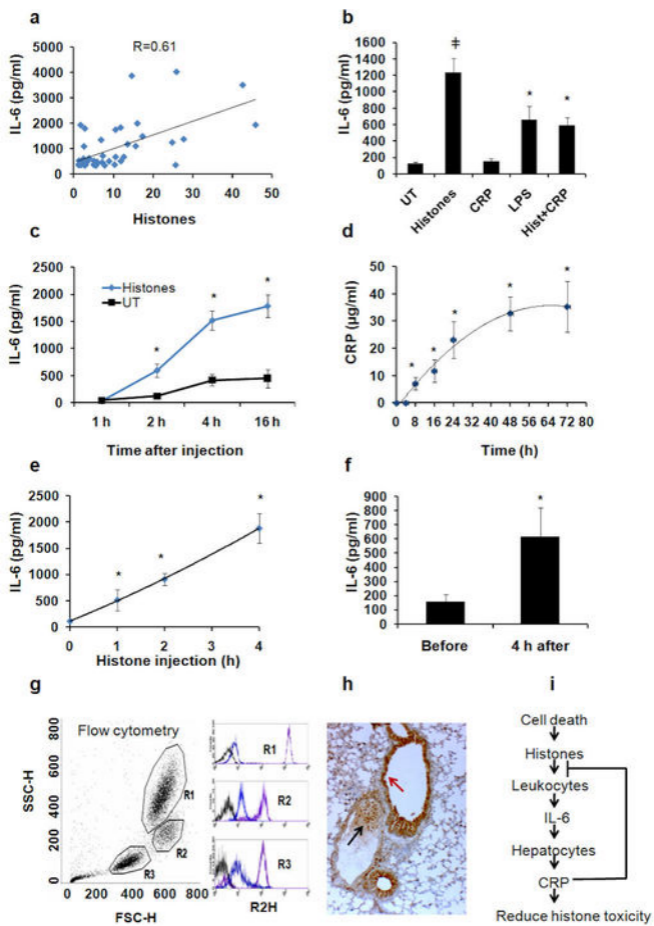 a
R=0.61
IL-6 (pg/ml)
5000
4000
3000
2000
1000
0
0 10 20 30 40 50
Histones
b
IL-6 (pg/ml)
1600
1400
1200
1000
800
600
400
200
0
‡
*
*
UT
Histones
CRP
LPS
Hist+CRP
c
IL-6 (pg/ml)
2500
2000
1500
1000
500
0
Histones
UT
*
*
*
1 h 2 h 4 h 16 h
Time after injection
d
CRP (µg/ml)
40
30
20
10
0
*
*
*
*
*
0 8 16 24 32 40 48 56 64 72 80
Time (h)
e
IL-6 (pg/ml)
2500
2000
1500
1000
500
0
*
*
*
0 1 2 3 4
Histone injection (h)
f
IL-6 (pg/ml)
900
800
700
600
500
400
300
200
100
0
*
Before 4 h after
g
Flow cytometry
SSC-H
800
600
400
200
0
R1
R2
R3
0 200 400 600 800
FSC-H
R1
R2
R3
R2H
h
i
Cell death
Histones
Leukocytes
IL-6
Hepatocytes
CRP
Reduce histone toxicity